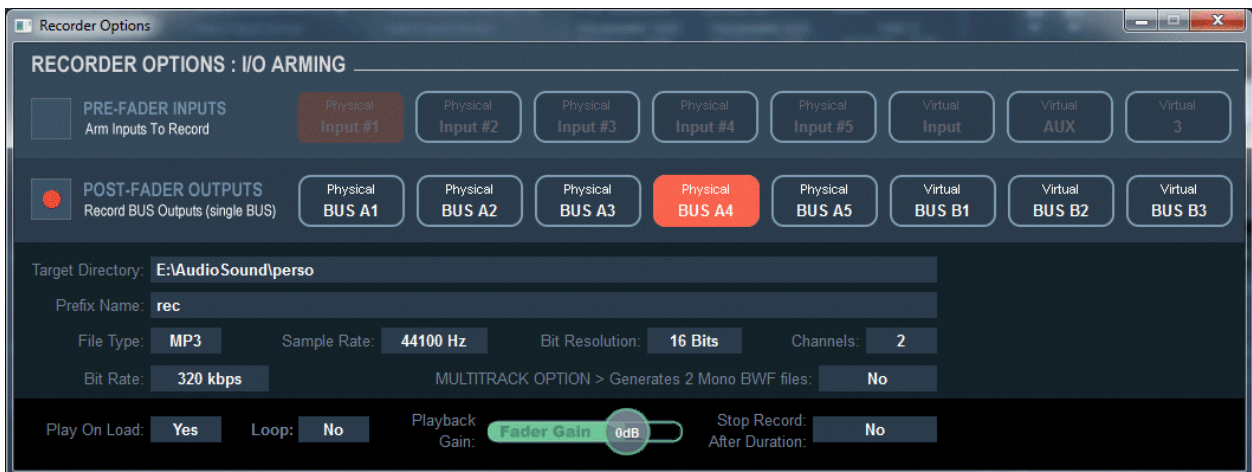 Recorder Options
RECORDER OPTIONS : I/O ARMING
PRE-FADER INPUTS
Arm Inputs To Record
Physical Input #1
Physical Input #2
Physical Input #3
Physical Input #4
Physical Input #5
Virtual Input
Virtual AUX
Virtual 3
POST-FADER OUTPUTS
Record BUS Outputs (single BUS)
Physical BUS A1
Physical BUS A2
Physical BUS A3
Physical BUS A4
Physical BUS A5
Virtual BUS B1
Virtual BUS B2
Virtual BUS B3
Target Directory: E:\AudioSound\perso
Prefix Name: rec
File Type: MP3 Sample Rate: 44100 Hz Bit Resolution: 16 Bits Channels: 2
Bit Rate: 320 kbps MULTITRACK OPTION > Generates 2 Mono BWF files: No
Play On Load: Yes Loop: No Playback Gain: Fader Gain 0dB Stop Record After Duration: No